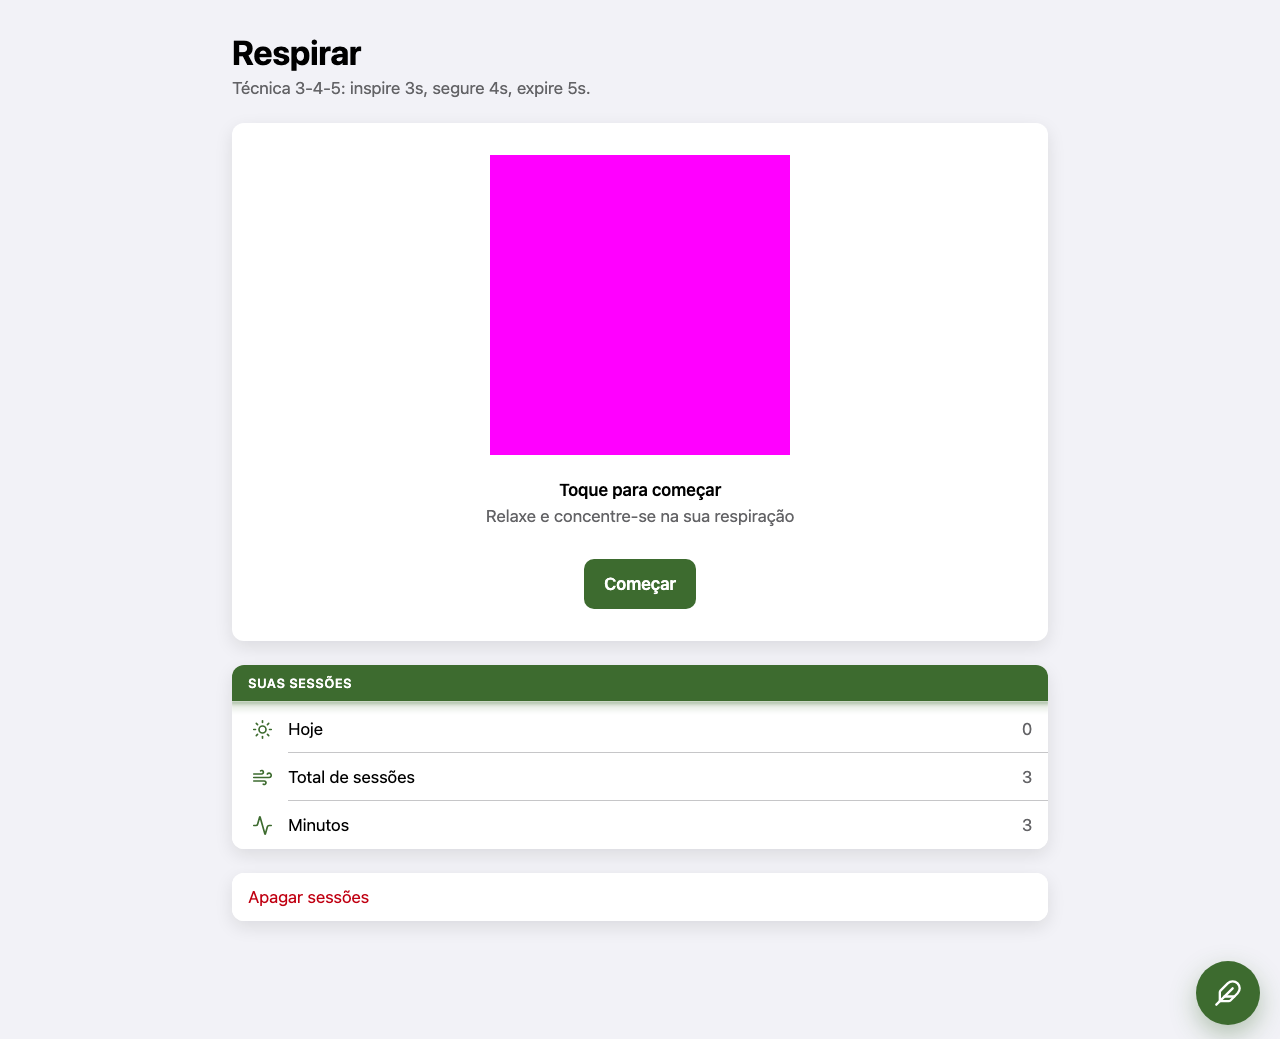 Respirar
Técnica 3-4-5: inspire 3s, segure 4s, expire 5s.
Toque para começar
Relaxe e concentre-se na sua respiração
Começar
SUAS SESSÕES
Hoje 0
Total de sessões 3
Minutos 3
Apagar sessões